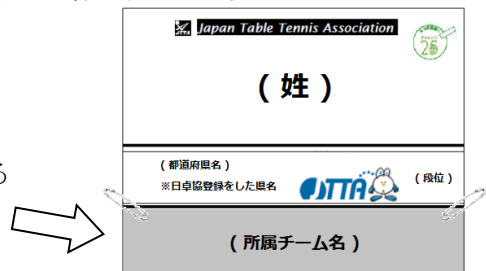 Japan Table Tennis Association
25
( 姓 )
( 都道府県名 )
※日卓協登録をした県名
JTTA
( 段位 )
る
( 所属チーム名 )